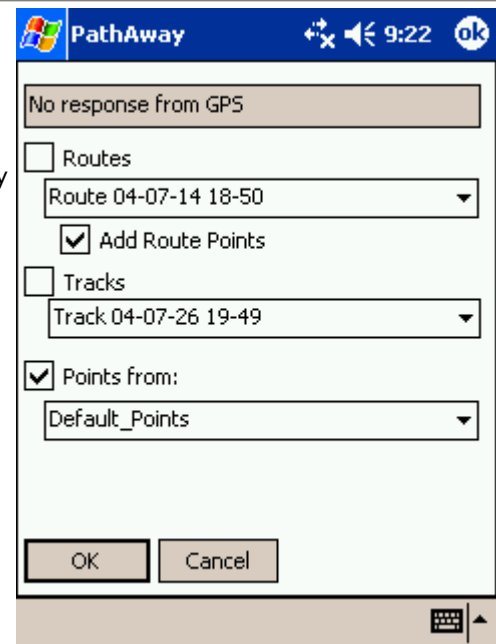 PathAway 9:22 ok
No response from GPS
Routes
y
Route 04-07-14 18-50
Add Route Points
Tracks
Track 04-07-26 19-49
Points from:
Default_Points
OK Cancel